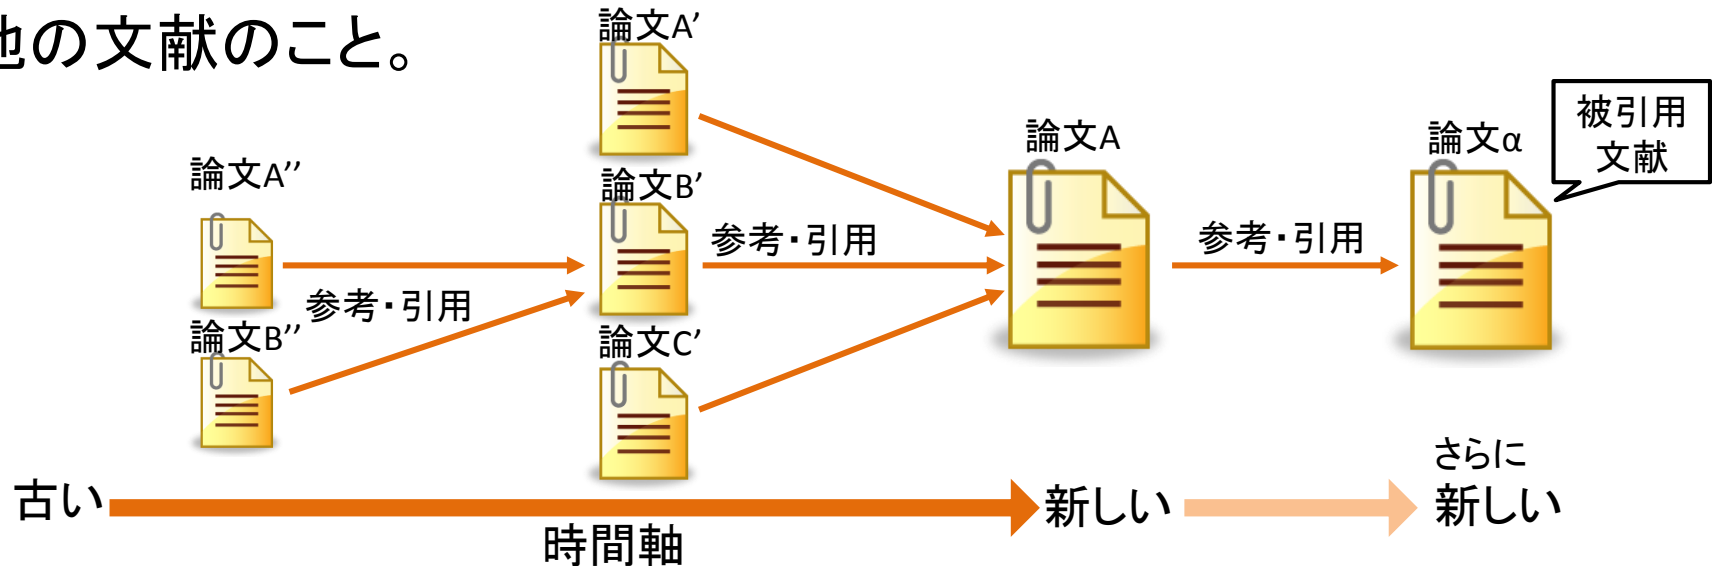 他の文献のこと。
論文A’
論文A
論文α
被引用
文献
論文A’’
論文B’
参考・引用
参考・引用
参考・引用
論文B’’
論文C’
古い
時間軸
新しい
さらに
新しい